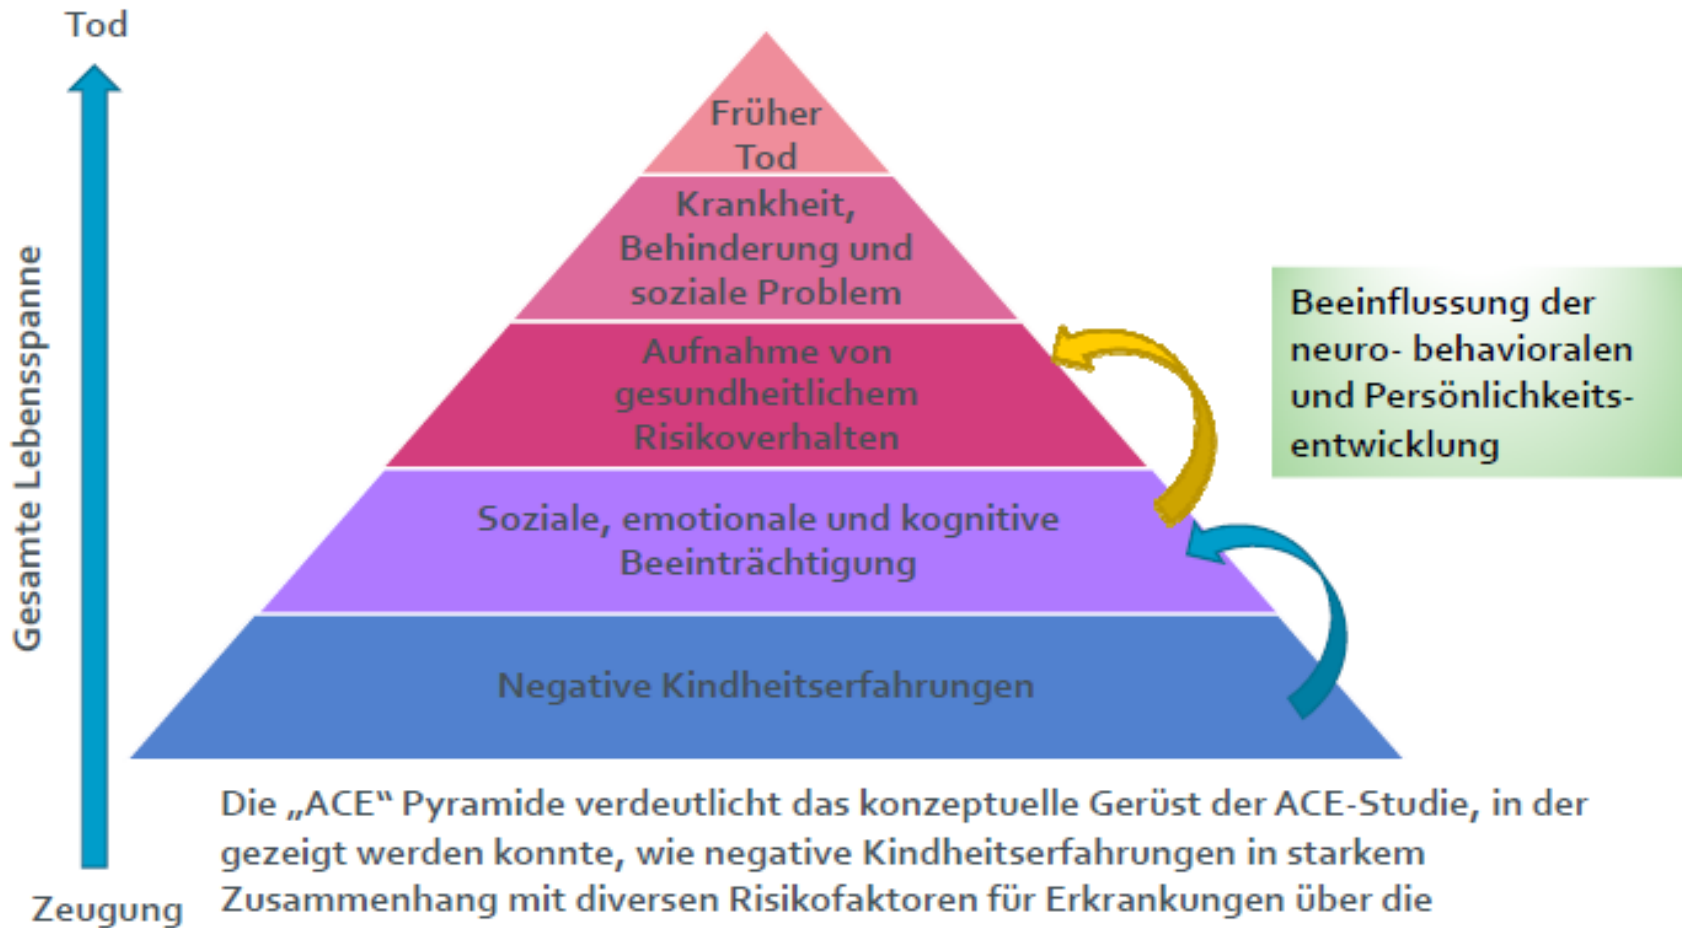 Tod
Früher
Tod
Krankheit,
Behinderung und
soziale Problem
Aufnahme von
gesundheitlichem
Risikoverhalten
Soziale, emotionale und kognitive
Beeinträchtigung
Negative Kindheitserfahrungen
Gesamte Lebensspanne
Beeinflussung der
neuro- behavioralen
und Persönlichkeits-
entwicklung
Die „ACE“ Pyramide verdeutlicht das konzeptuelle Gerüst der ACE-Studie, in der
gezeigt werden konnte, wie negative Kindheitserfahrungen in starkem
Zusammenhang mit diversen Risikofaktoren für Erkrankungen über die
Zeugung